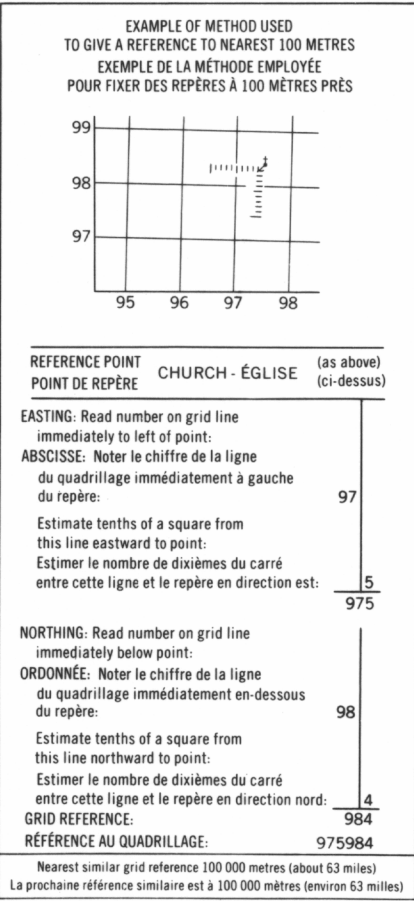 EXAMPLE OF METHOD USED
TO GIVE A REFERENCE TO NEAREST 100 METRES
EXEMPLE DE LA MÉTHODE EMPLOYÉE
POUR FIXER DES REPÈRES À 100 MÈTRES PRÈS
99
98
97
95 96 97 98
REFERENCE POINT
POINT DE REPÈRE
CHURCH - ÉGLISE
(as above)
(ci-dessus)
EASTING: Read number on grid line
immediately to left of point:
ABSCISSE: Noter le chiffre de la ligne
du quadrillage immédiatement à gauche
du repère: 97
Estimate tenths of a square from
this line eastward to point:
Estimer le nombre de dixièmes du carré
entre cette ligne et le repère en direction est: 5
975
NORTHING: Read number on grid line
immediately below point:
ORDONNÉE: Noter le chiffre de la ligne
du quadrillage immédiatement en-dessous
du repère: 98
Estimate tenths of a square from
this line northward to point:
Estimer le nombre de dixièmes du carré
entre cette ligne et le repère en direction nord: 4
GRID REFERENCE: 984
RÉFÉRENCE AU QUADRILLAGE: 975984
Nearest similar grid reference 100 000 metres (about 63 miles)
La prochaine référence similaire est à 100 000 mètres (environ 63 milles)